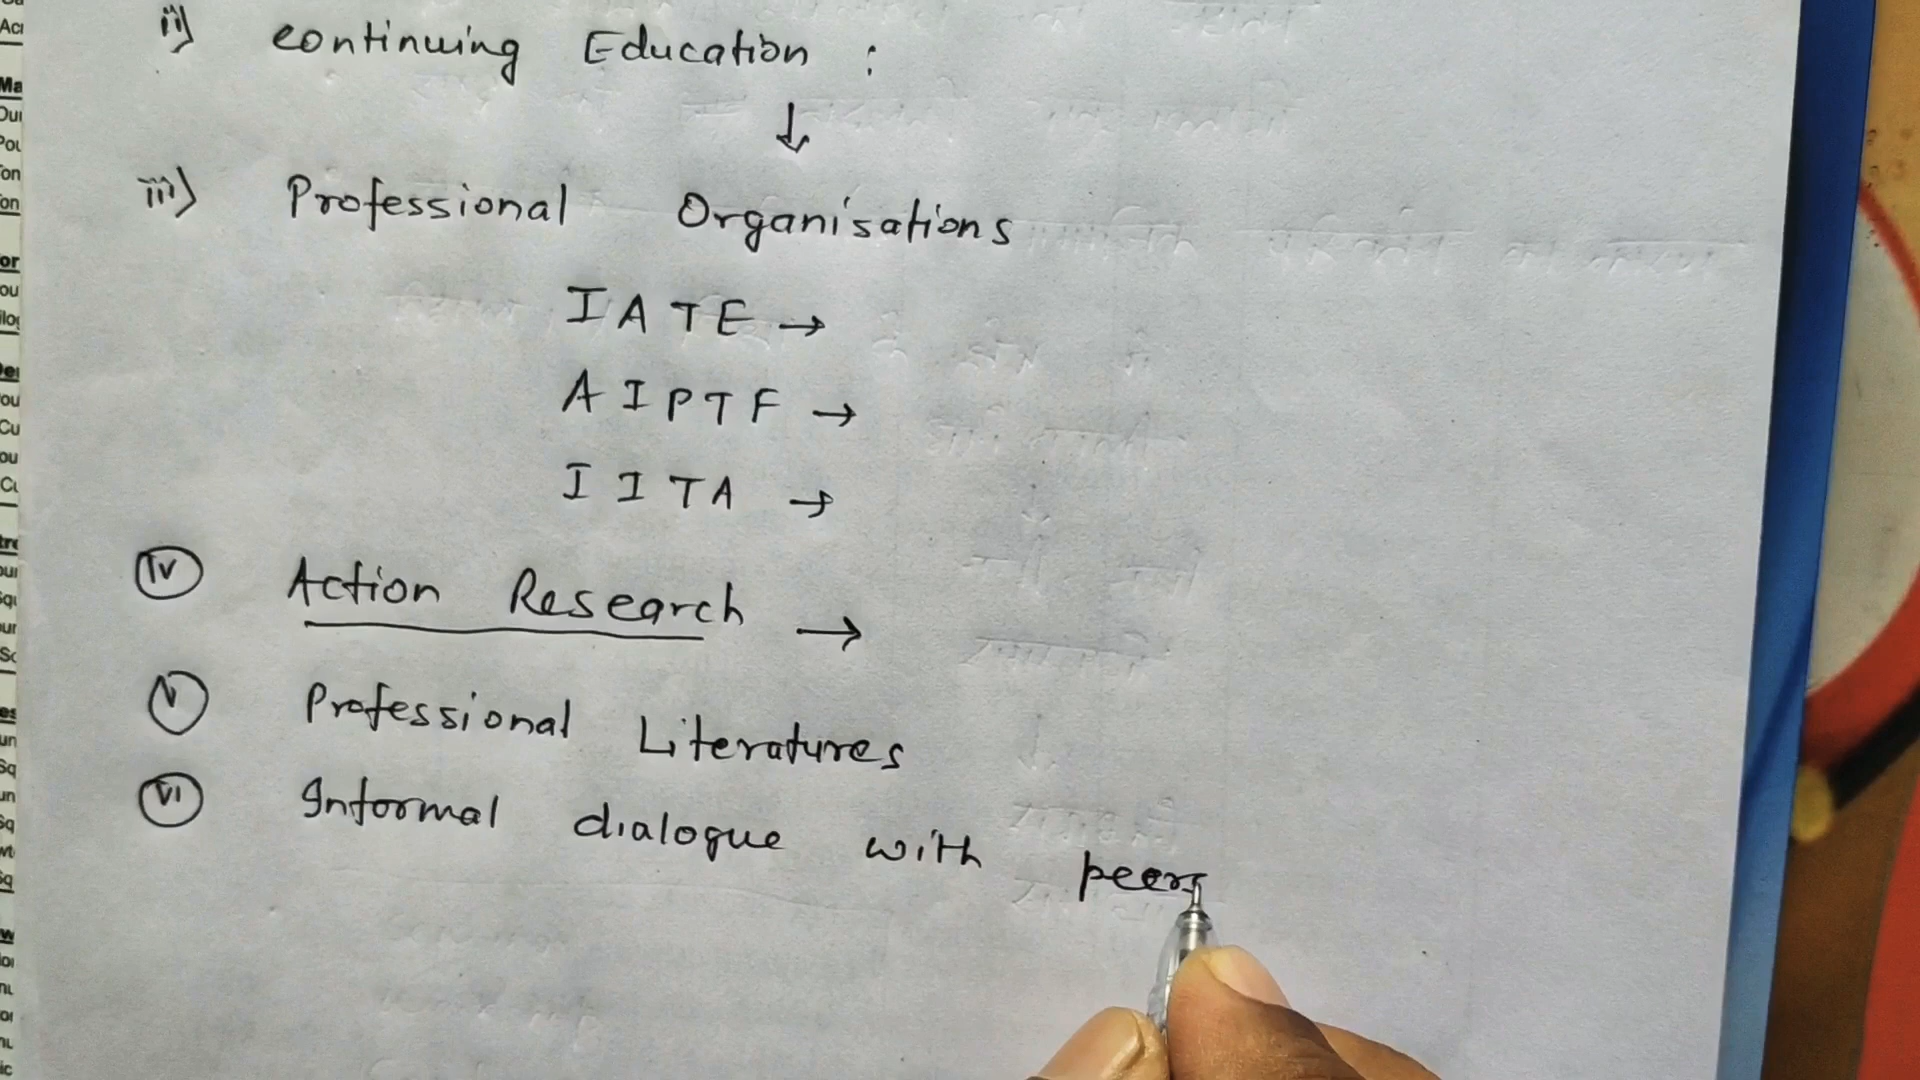 ii) continuing Education :
↓
iii) Professional Organisations
IATE →
AIPTF →
IITA →
iv Action Research →
v Professional Literatures
vi Informal dialogue with peers